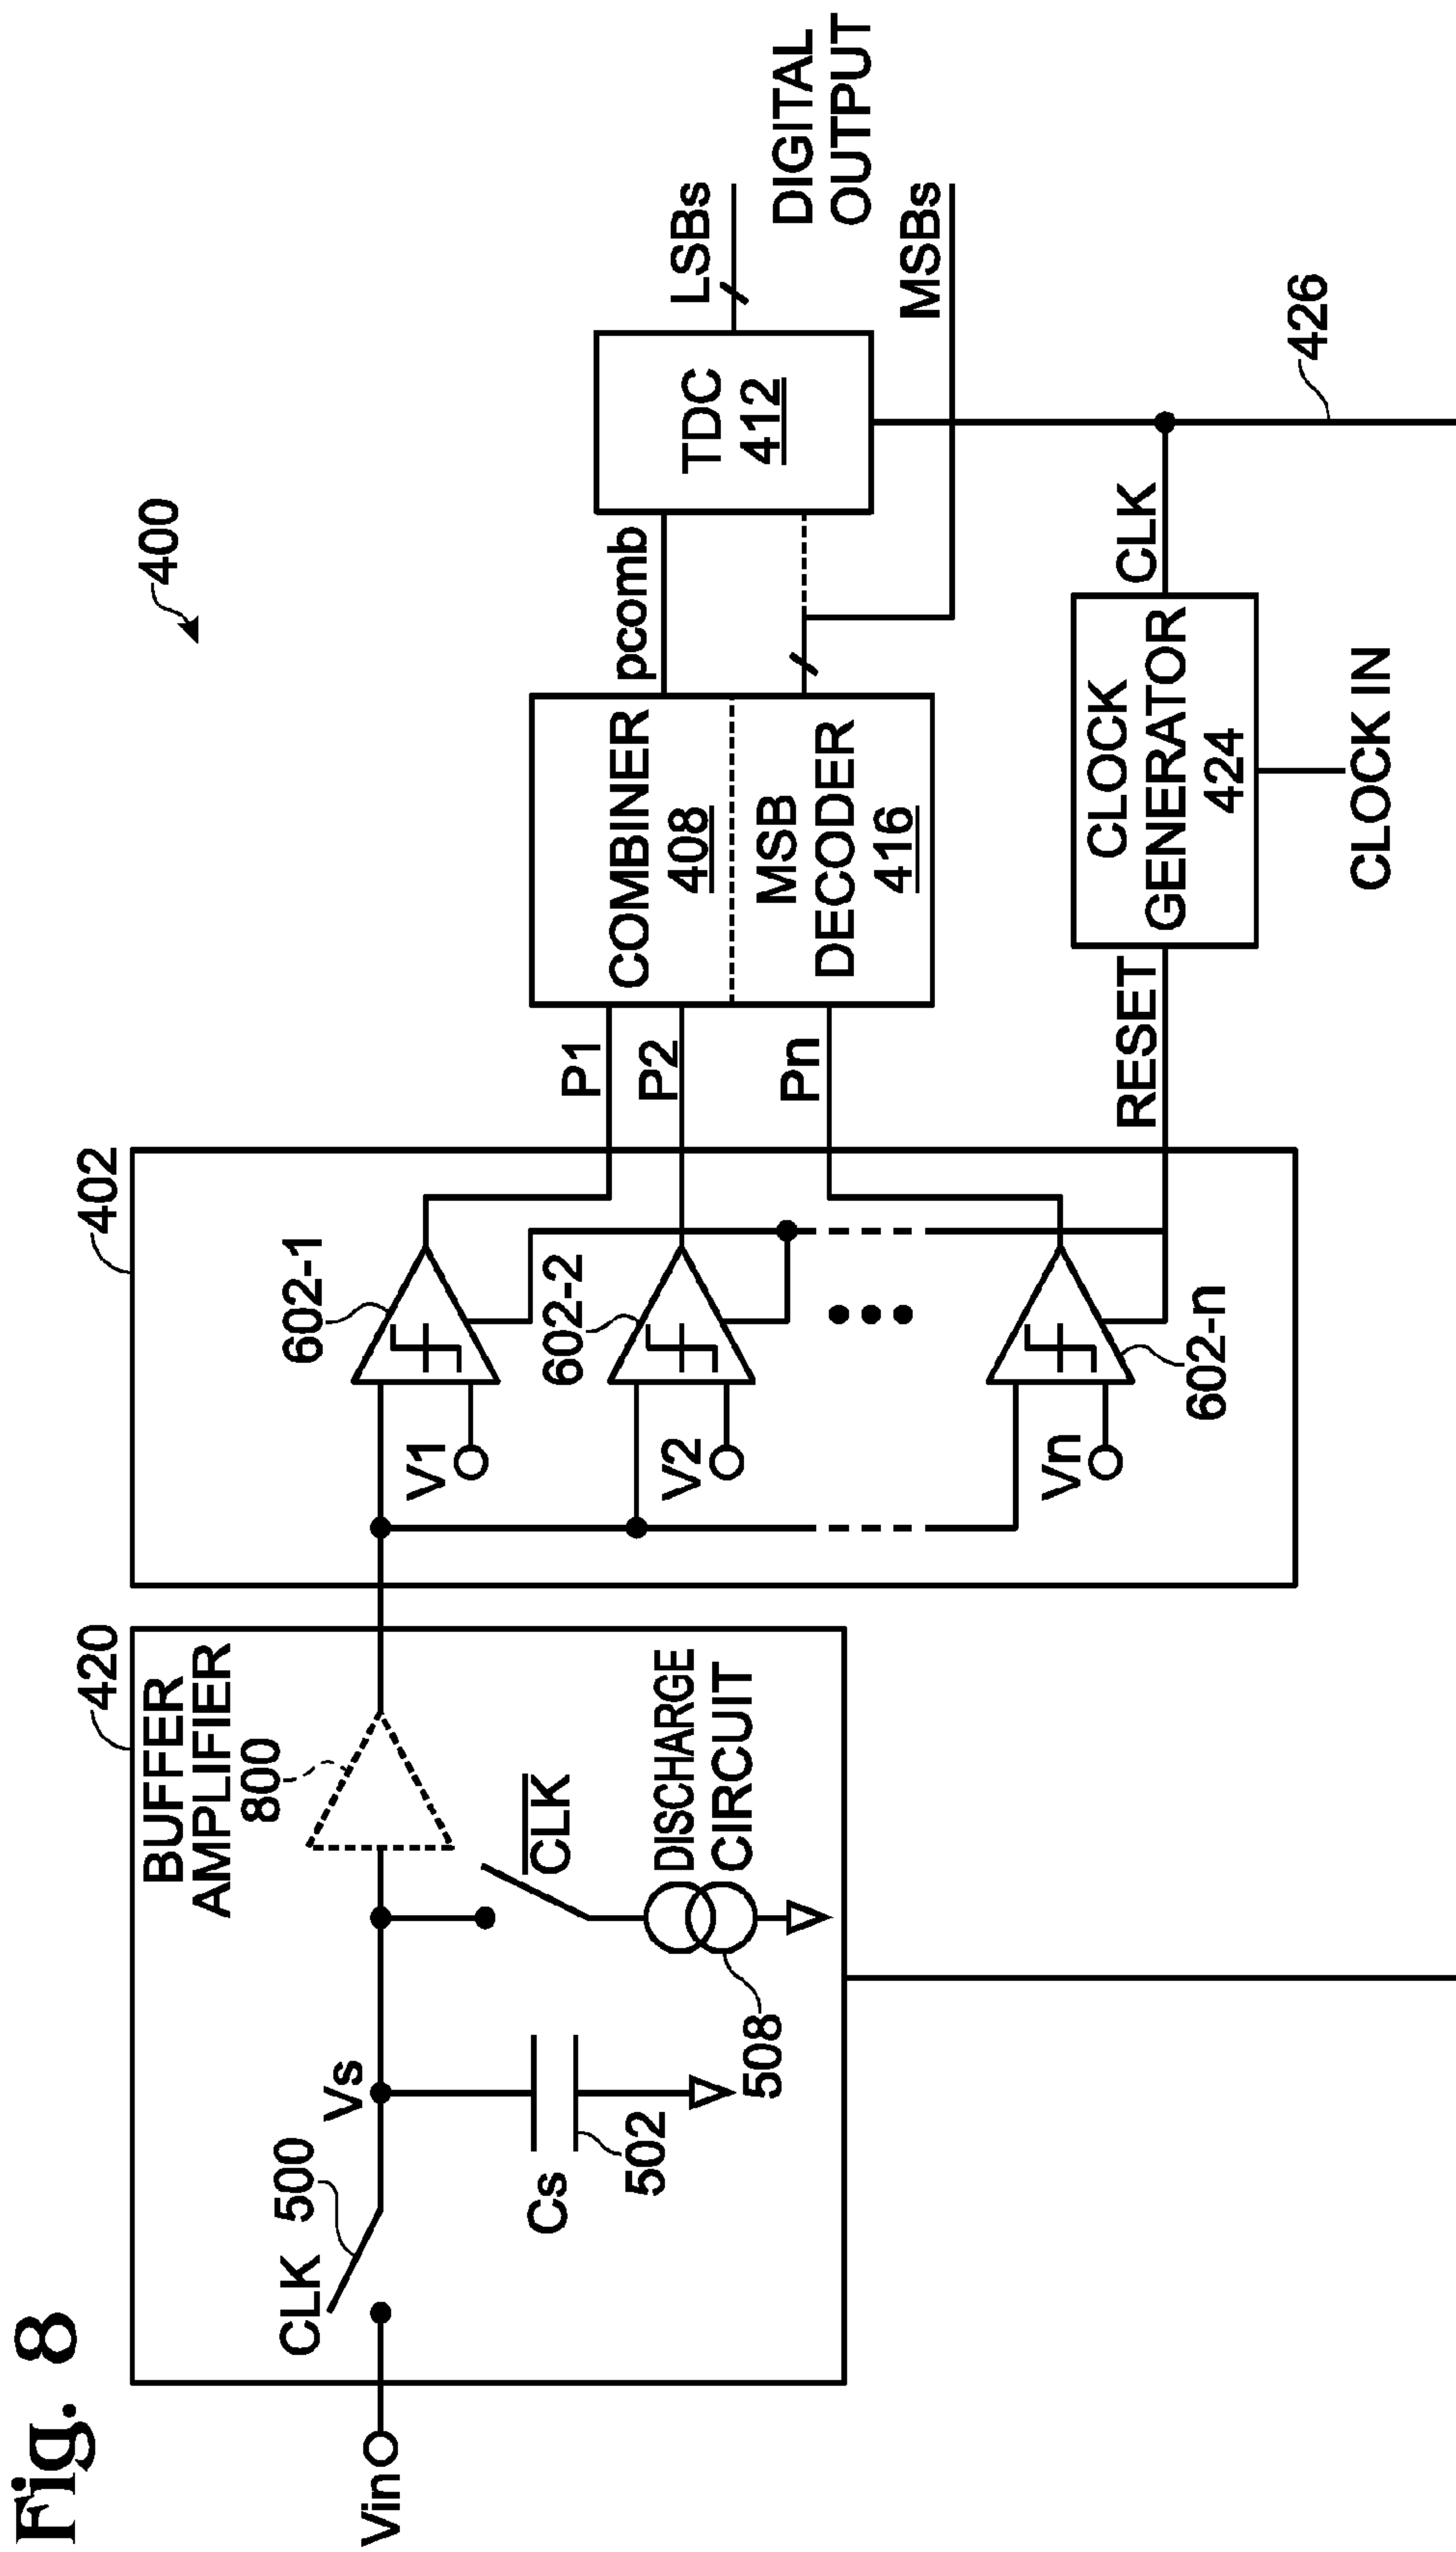 Fig. 8
400
420
BUFFER
AMPLIFIER
800
Vin
CLK 500
Vs
Cs
502
CLK
DISCHARGE
CIRCUIT
508
402
602-1
V1
602-2
V2
602-n
Vn
P1
P2
Pn
RESET
COMBINER
408
MSB
DECODER
416
pcomb
TDC
412
LSBs
DIGITAL
OUTPUT
MSBs
CLOCK
GENERATOR
424
CLK
CLOCK IN
426